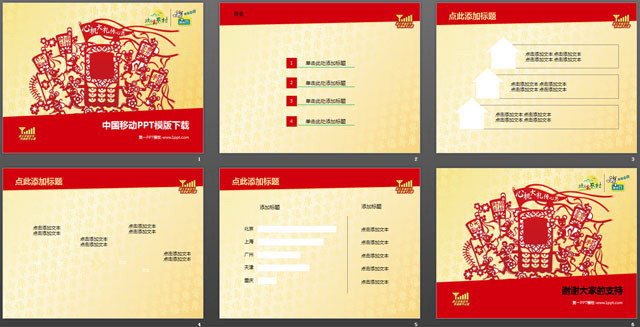 心机大礼传心声
中国移动PPT模版下载
第一PPT模板-www.1ppt.com
1
目录
1 单击此处添加标题
2 单击此处添加标题
3 单击此处添加标题
4 单击此处添加标题
2
点此添加标题
点击添加文本 点击添加文本
点击添加文本 点击添加文本
点击添加文本 点击添加文本
点击添加文本 点击添加文本
点击添加文本 点击添加文本
点击添加文本 点击添加文本
3
点此添加标题
点击添加文本
点击添加文本
点击添加文本
点击添加文本
点击添加文本
点击添加文本
点击添加文本
点击添加文本
4
点此添加标题
添加标题
添加标题
北京
点击添加文本
上海
点击添加文本
广州
点击添加文本
天津
点击添加文本
重庆
点击添加文本
5
心机大礼传心声
谢谢大家的支持
第一PPT模板-www.1ppt.com
6